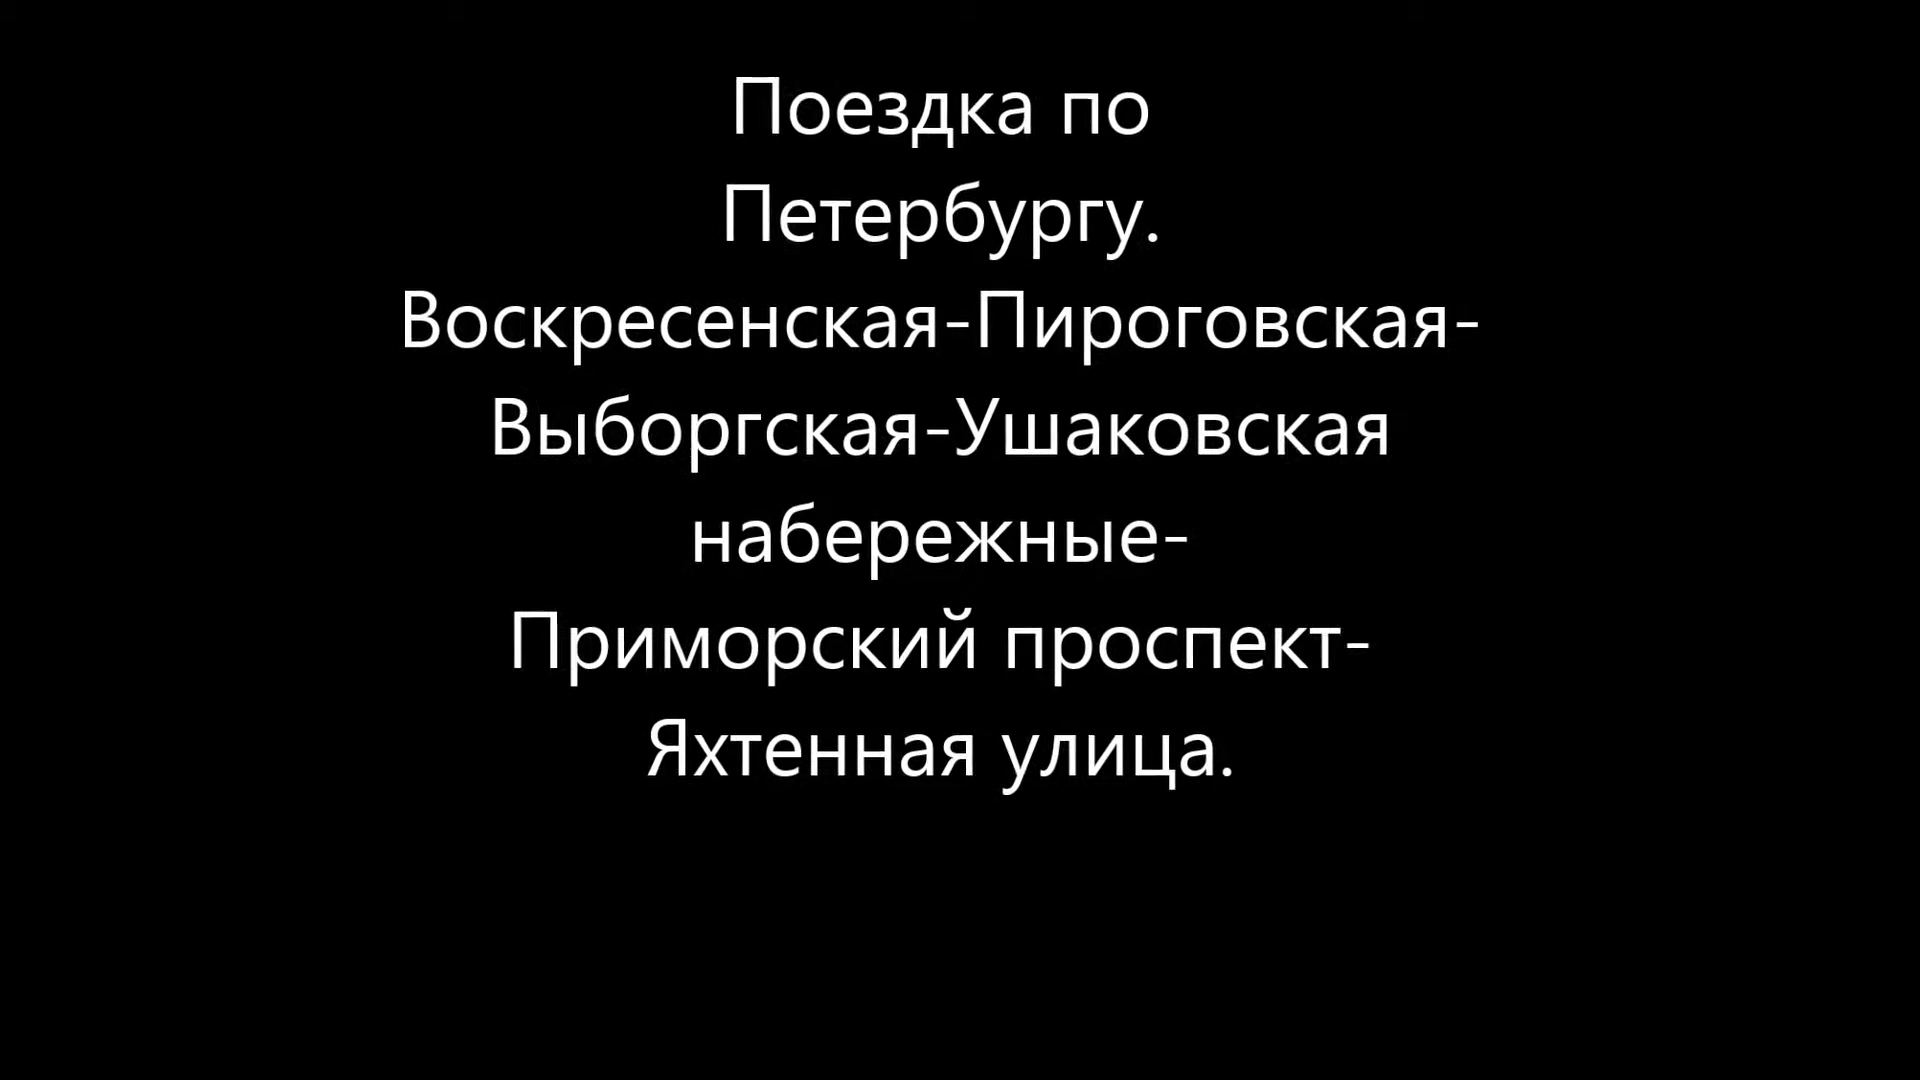 Поездка по
Петербургу.
Воскресенская-Пироговская-
Выборгская-Ушаковская
набережные-
Приморский проспект-
Яхтенная улица.